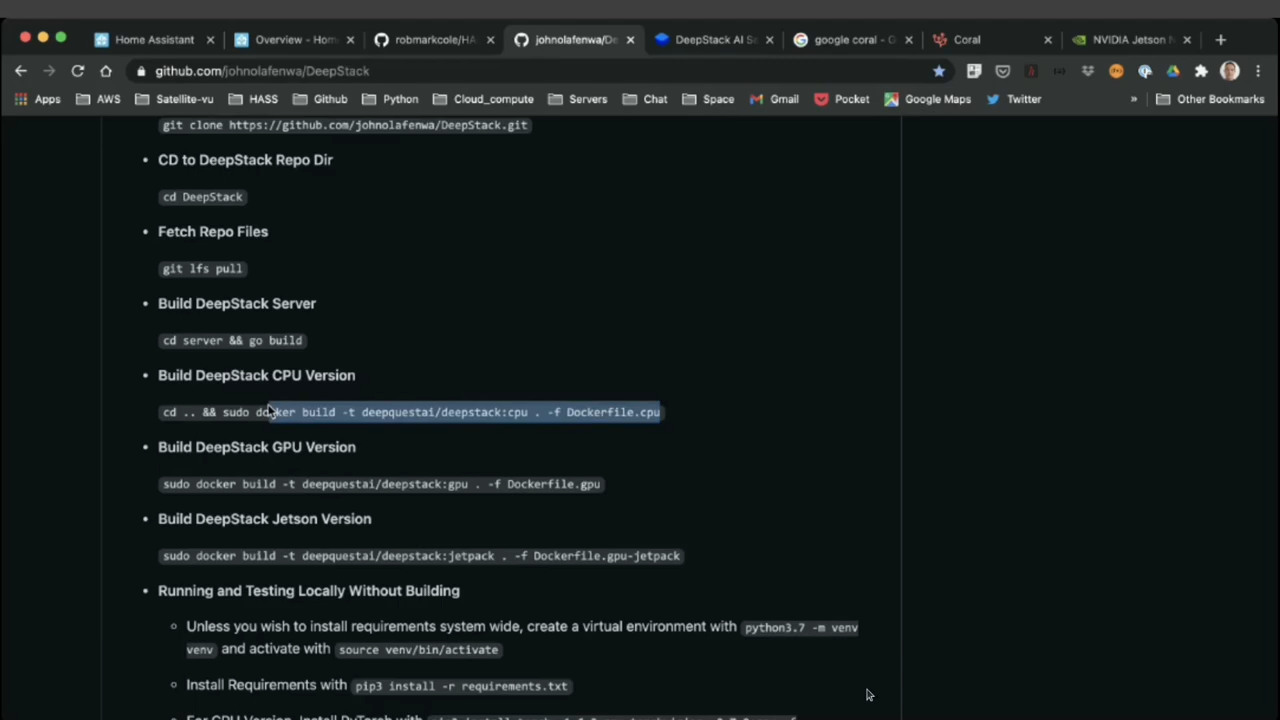 Home Assistant
Overview - Hom
robmarkcole/HA
johnolafenwa/De
DeepStack AI Se
google coral - G
Coral
NVIDIA Jetson N
github.com/johnolafenwa/DeepStack
Apps
AWS
Satellite-vu
HASS
Github
Python
Cloud_compute
Servers
Chat
Space
Gmail
Pocket
Google Maps
Twitter
»
Other Bookmarks
git clone https://github.com/johnolafenwa/DeepStack.git
• CD to DeepStack Repo Dir
cd DeepStack
• Fetch Repo Files
git lfs pull
• Build DeepStack Server
cd server && go build
• Build DeepStack CPU Version
cd .. && sudo docker build -t deepquestai/deepstack:cpu . -f Dockerfile.cpu
• Build DeepStack GPU Version
sudo docker build -t deepquestai/deepstack:gpu . -f Dockerfile.gpu
• Build DeepStack Jetson Version
sudo docker build -t deepquestai/deepstack:jetpack . -f Dockerfile.gpu-jetpack
• Running and Testing Locally Without Building
Unless you wish to install requirements system wide, create a virtual environment with python3.7 -m venv
venv and activate with source venv/bin/activate
Install Requirements with pip3 install -r requirements.txt
For CPU Version, Install PyTorch with